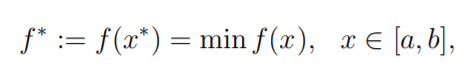 f* := f(x*) = min f(x), x ∈ [a, b],